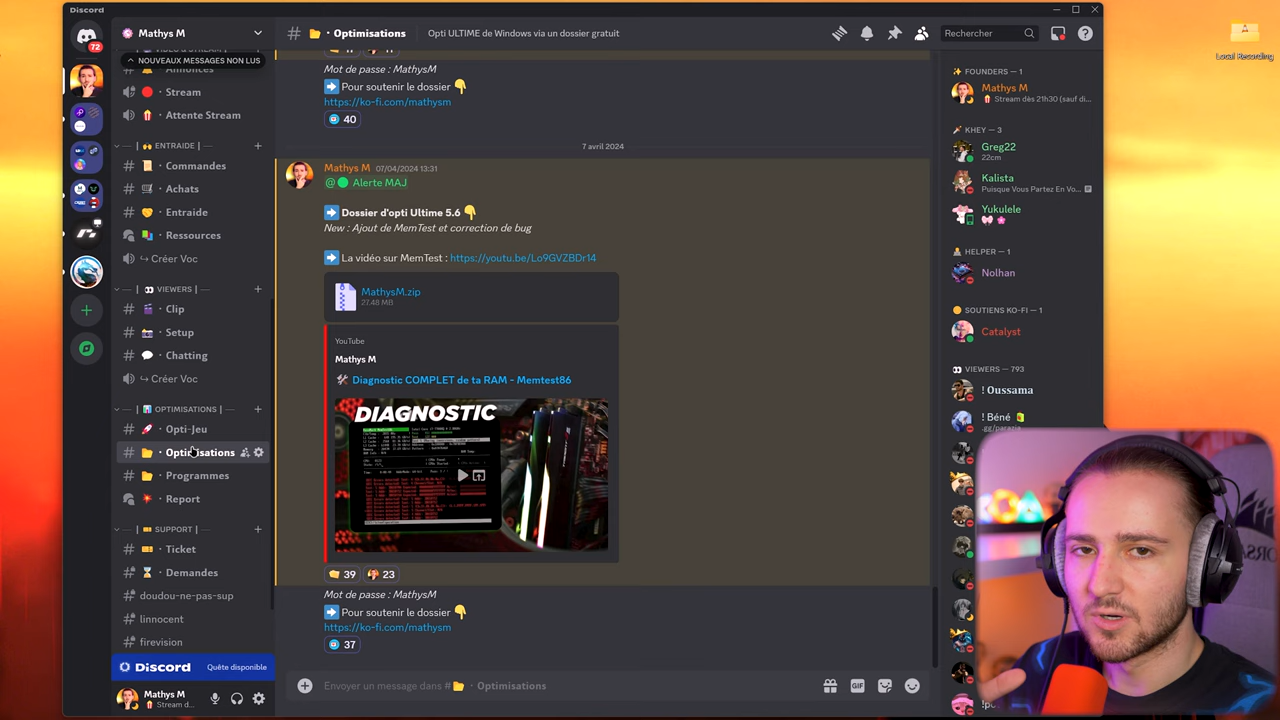 Discord
72
Mathys M
NOUVEAUX MESSAGES NON LUS
Annonces
Stream
Attente Stream
| ENTRAIDE |
Commandes
Achats
Entraide
Ressources
Créer Voc
VIEWERS |
Clip
Setup
Chatting
Créer Voc
OPTIMISATIONS |
Opti-Jeu
Optimisations
Programmes
Report
| SUPPORT |
Ticket
Demandes
doudou-ne-pas-sup
linnocent
firevision
Discord Quête disponible
Mathys M
Stream d...
Optimisations
Opti ULTIME de Windows via un dossier gratuit
Rechercher
Mot de passe : MathysM
Pour soutenir le dossier
https://ko-fi.com/mathysm
40
7 avril 2024
Mathys M 07/04/2024 13:31
@ Alerte MAJ
Dossier d'opti Ultime 5.6
New : Ajout de MemTest et correction de bug
La vidéo sur MemTest : https://youtu.be/Lo9GVZBDr14
MathysM.zip
27.48 MB
YouTube
Mathys M
Diagnostic COMPLET de ta RAM - Memtest86
DIAGNOSTIC
39 23
Mot de passe : MathysM
Pour soutenir le dossier
https://ko-fi.com/mathysm
37
Envoyer un message dans # • Optimisations
GIF
FOUNDERS — 1
Mathys M
Stream dès 21h30 (sauf di...
KHEY — 3
Greg22
22cm
Kalista
Puisque Vous Partez En Vo...
Yukulele
HELPER — 1
Nolhan
SOUTIENS KO-FI — 1
Catalyst
VIEWERS — 793
! Oussama
! Béné
.gg/parazia
Local Recording